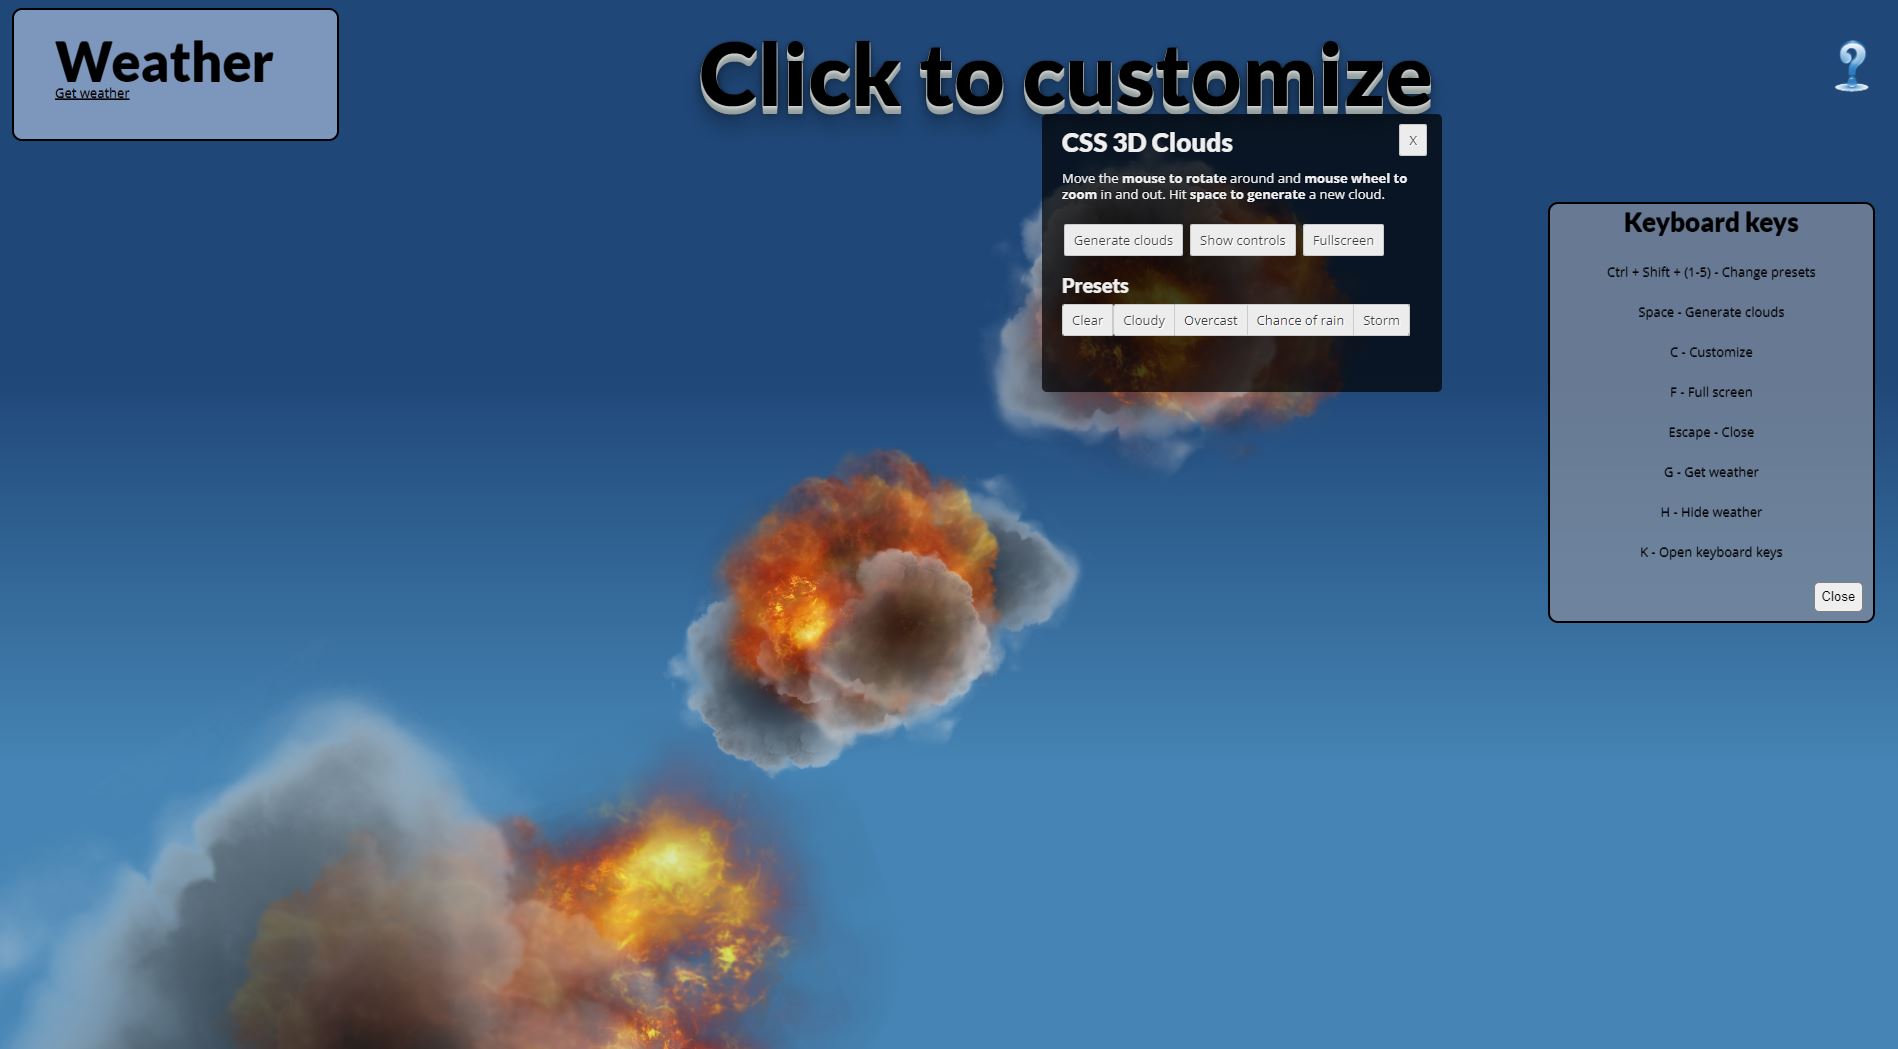 Weather
Get weather
Click to customize
CSS 3D Clouds
X
Move the mouse to rotate around and mouse wheel to
zoom in and out. Hit space to generate a new cloud.
Generate clouds
Show controls
Fullscreen
Presets
Clear
Cloudy
Overcast
Chance of rain
Storm
Keyboard keys
Ctrl + Shift + (1-5) - Change presets
Space - Generate clouds
C - Customize
F - Full screen
Escape - Close
G - Get weather
H - Hide weather
K - Open keyboard keys
Close